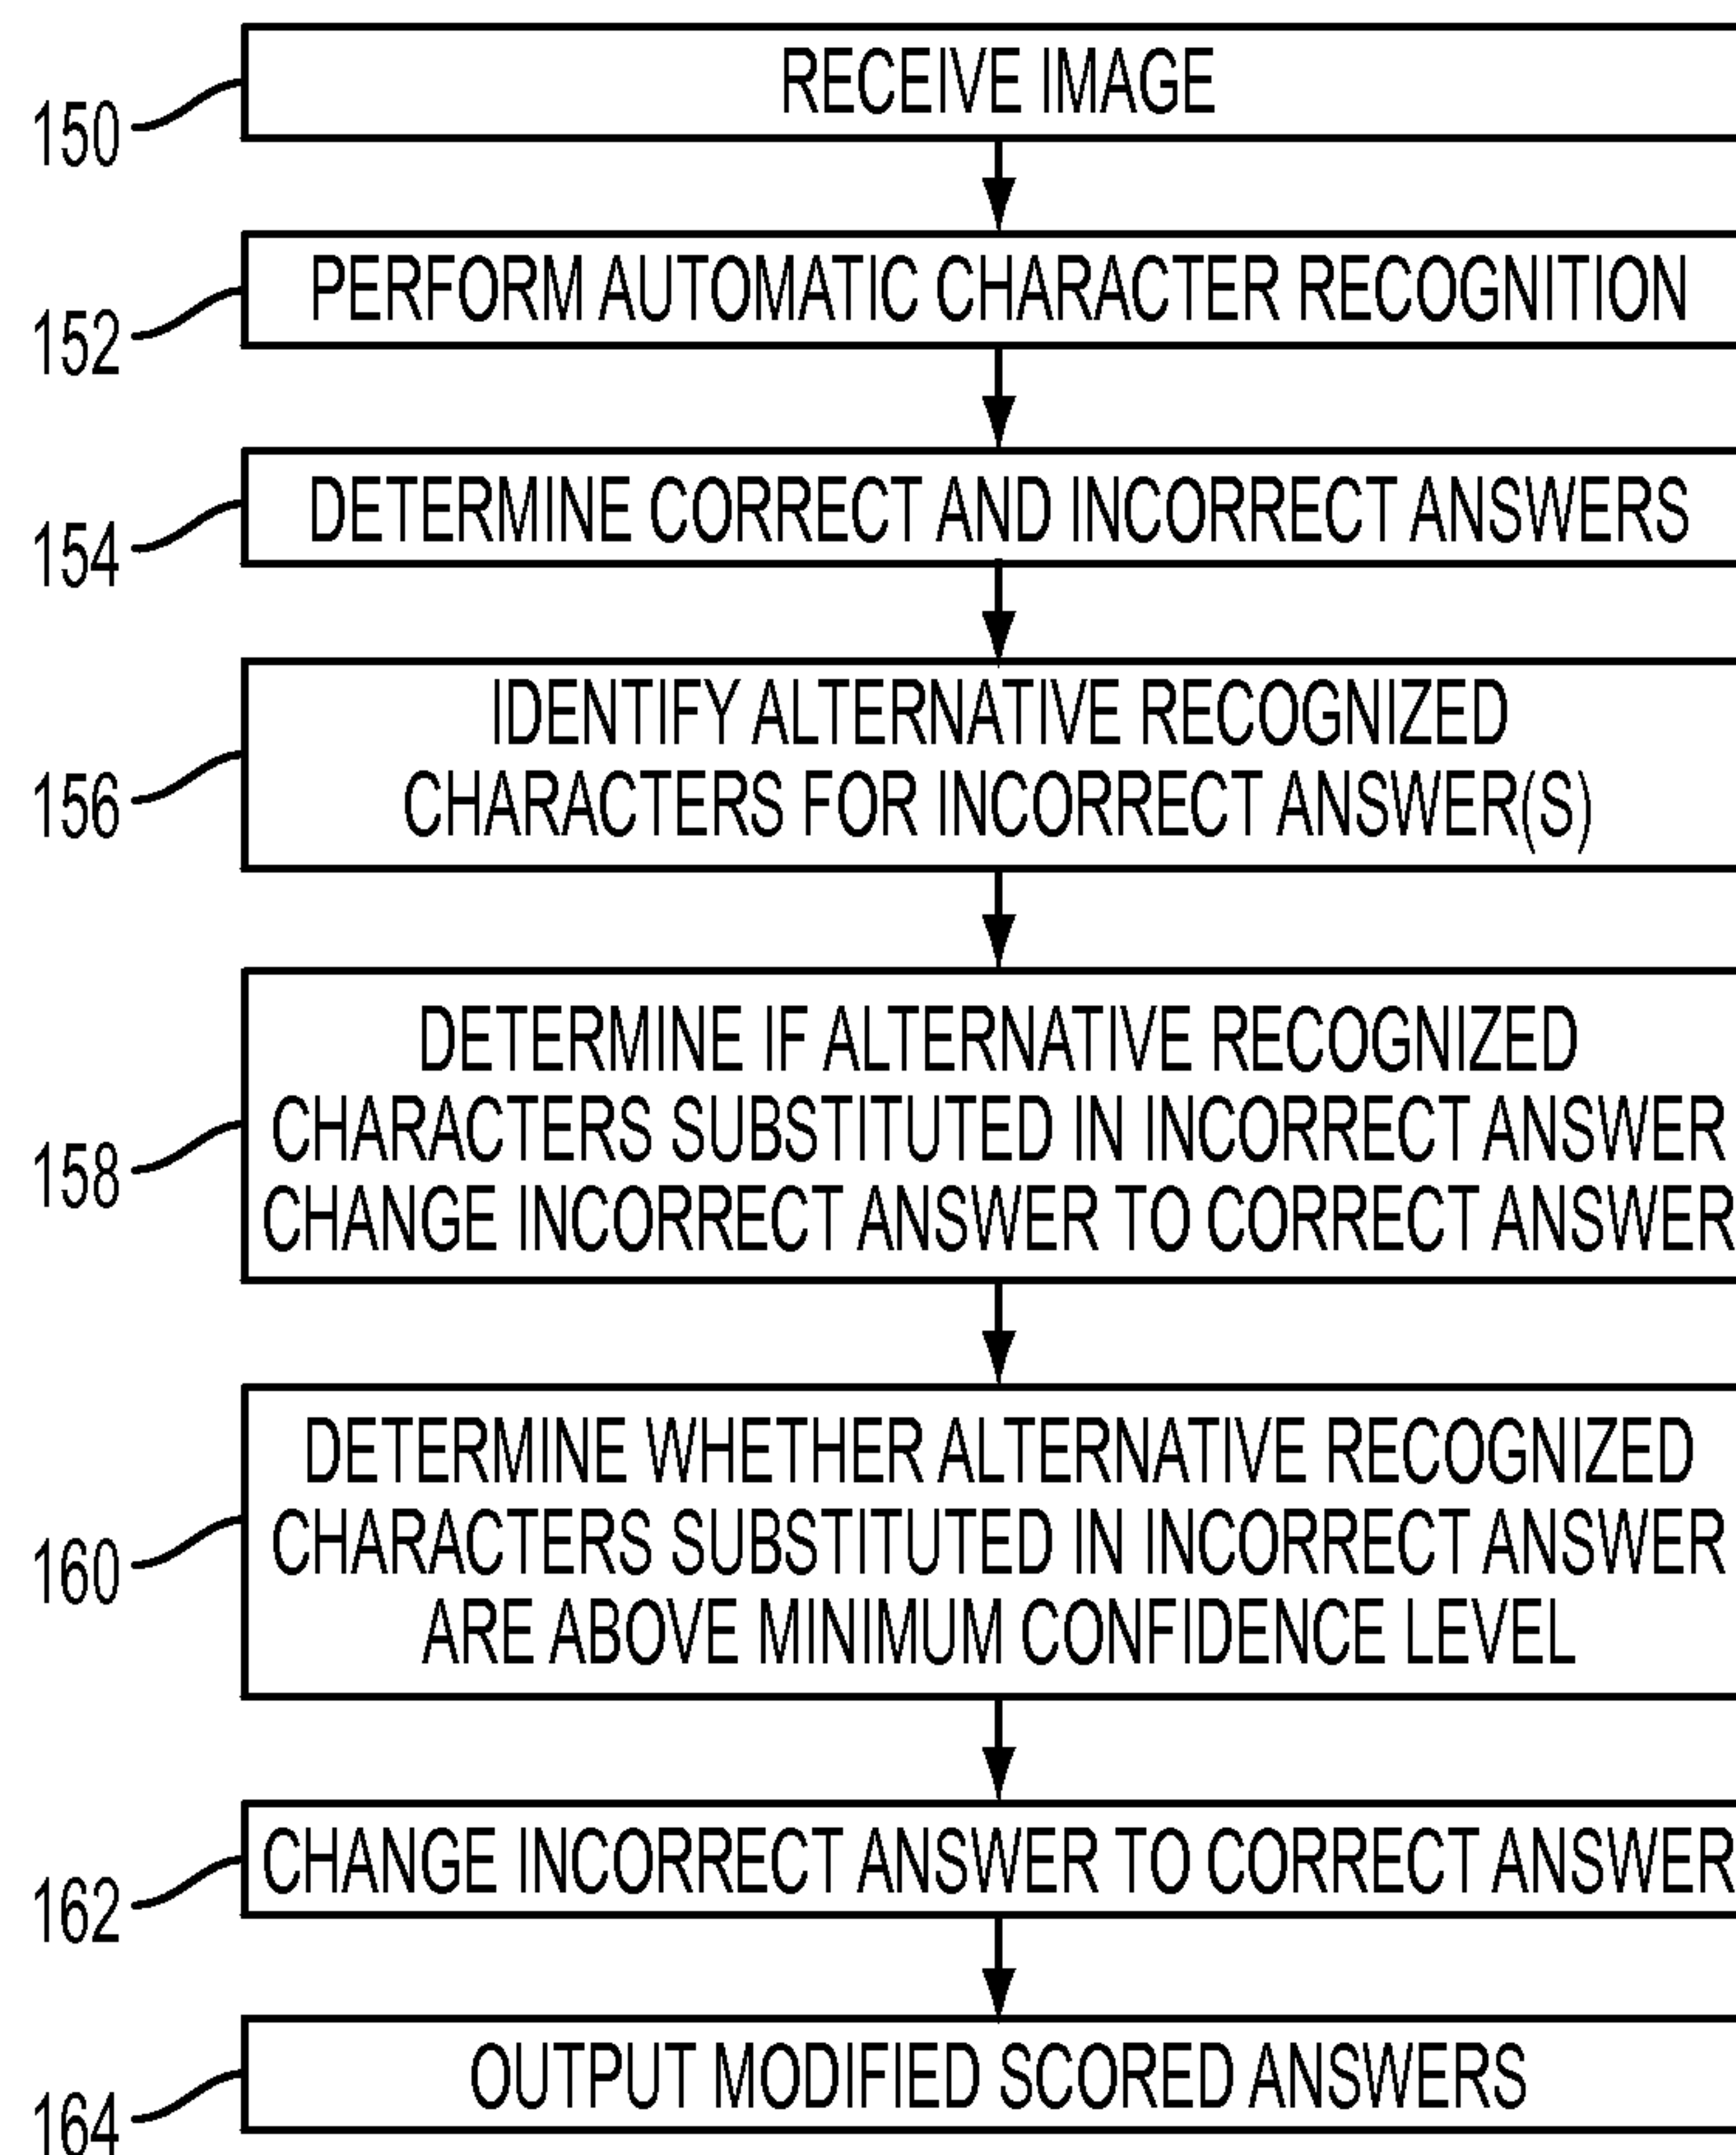 RECEIVE IMAGE
150
PERFORM AUTOMATIC CHARACTER RECOGNITION
152
DETERMINE CORRECT AND INCORRECT ANSWERS
154
IDENTIFY ALTERNATIVE RECOGNIZED
CHARACTERS FOR INCORRECT ANSWER(S)
156
DETERMINE IF ALTERNATIVE RECOGNIZED
CHARACTERS SUBSTITUTED IN INCORRECT ANSWER
CHANGE INCORRECT ANSWER TO CORRECT ANSWER
158
DETERMINE WHETHER ALTERNATIVE RECOGNIZED
CHARACTERS SUBSTITUTED IN INCORRECT ANSWER
ARE ABOVE MINIMUM CONFIDENCE LEVEL
160
CHANGE INCORRECT ANSWER TO CORRECT ANSWER
162
OUTPUT MODIFIED SCORED ANSWERS
164